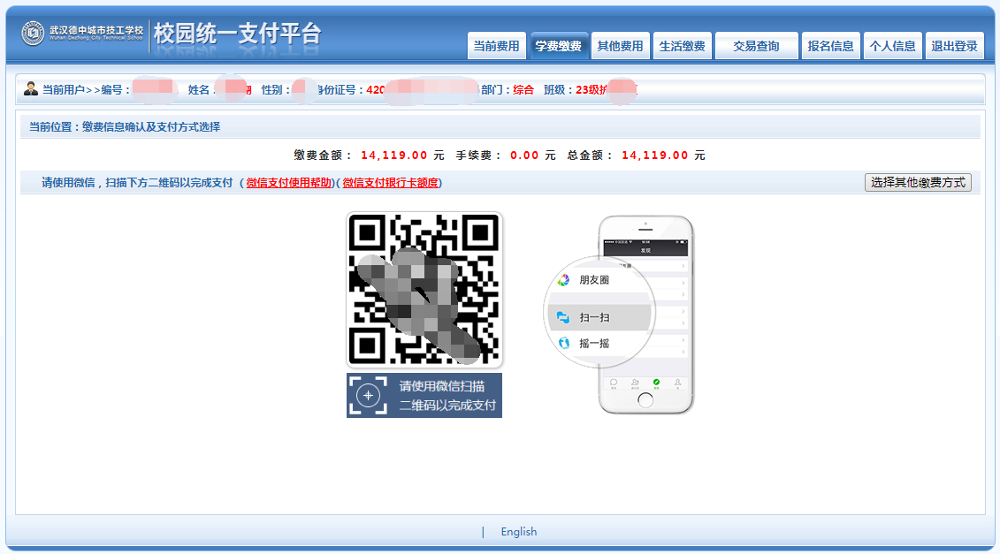 武汉德中城市技工学校
Wuhan Dezhong City Technical School
校园统一支付平台
当前费用 学费缴费 其他费用 生活缴费 交易查询 报名信息 个人信息 退出登录
当前用户>>编号： 姓名 性别： 身份证号：420 部门：综合 班级：23级护
当前位置：缴费信息确认及支付方式选择
缴费金额： 14,119.00 元 手续费： 0.00 元 总金额： 14,119.00 元
请使用微信，扫描下方二维码以完成支付 （微信支付使用帮助)( 微信支付银行卡额度) 选择其他缴费方式
发现
朋友圈
扫一扫
摇一摇
请使用微信扫描
二维码以完成支付
| English